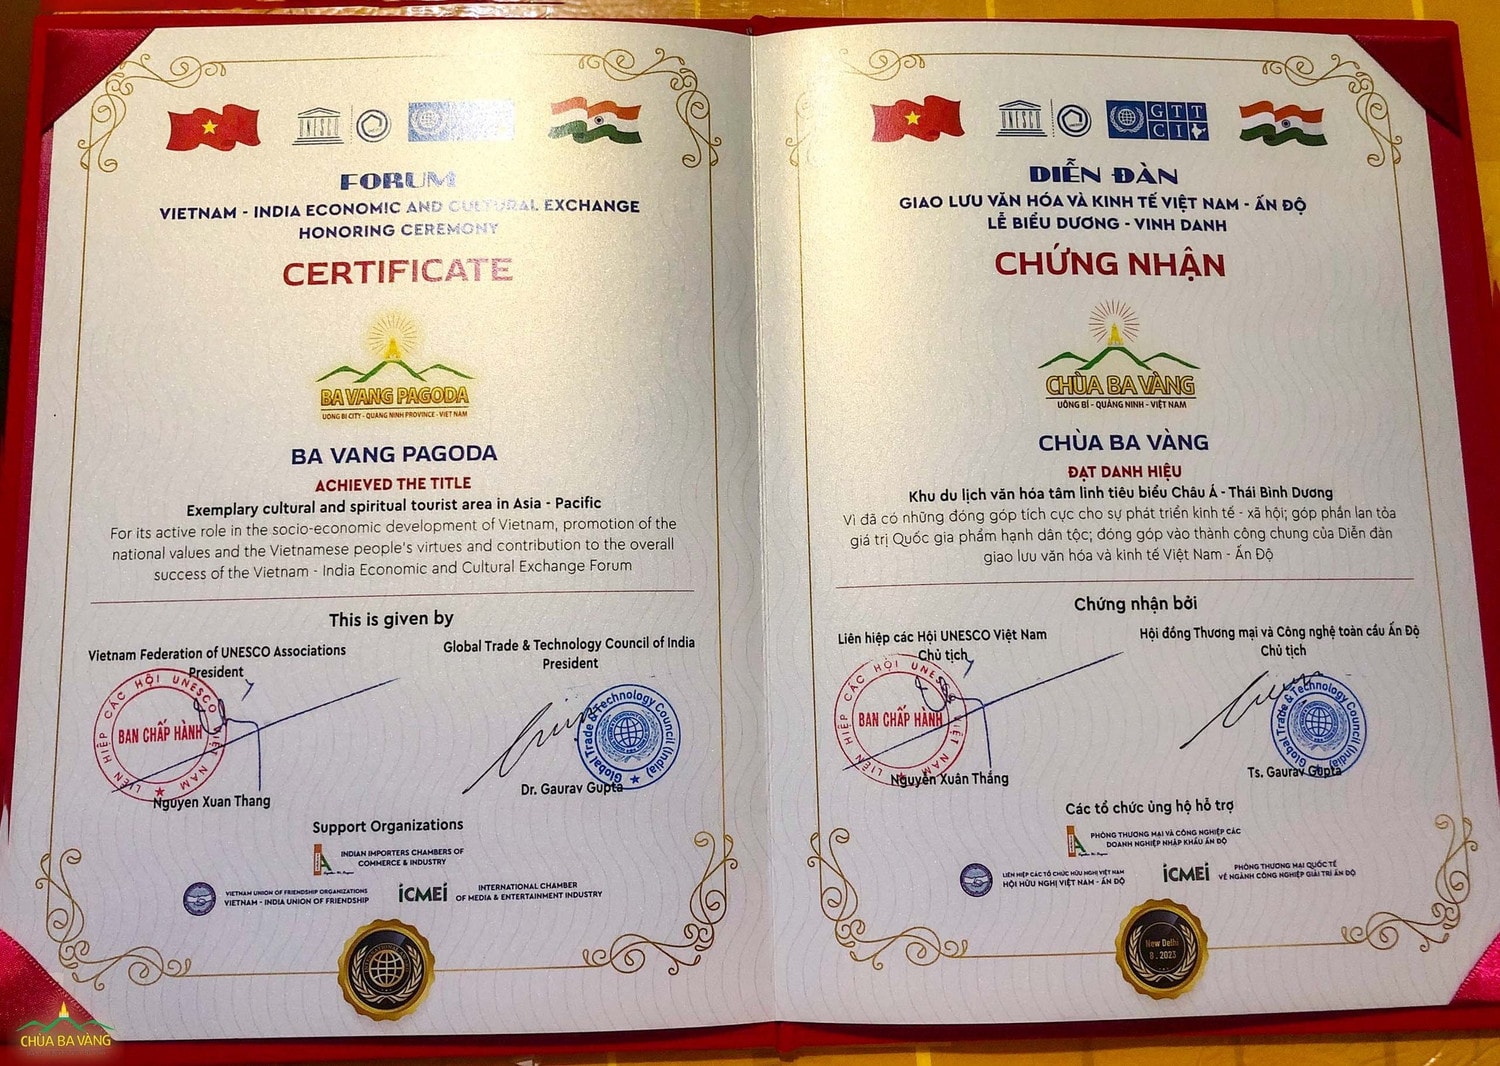 UNESCO
FORUM
VIETNAM - INDIA ECONOMIC AND CULTURAL EXCHANGE
HONORING CEREMONY
CERTIFICATE
BA VANG PAGODA
UONG BI CITY - QUANG NINH PROVINCE - VIET NAM
BA VANG PAGODA
ACHIEVED THE TITLE
Exemplary cultural and spiritual tourist area in Asia - Pacific
For its active role in the socio-economic development of Vietnam, promotion of the
national values and the Vietnamese people's virtues and contribution to the overall
success of the Vietnam - India Economic and Cultural Exchange Forum
This is given by
Vietnam Federation of UNESCO Associations
President
Global Trade & Technology Council of India
President
LIÊN HIỆP CÁC HỘI UNESCO VIỆT NAM
BAN CHẤP HÀNH
Global Trade & Technology Council (India)
Nguyen Xuan Thang
Dr. Gaurav Gupta
Support Organizations
INDIAN IMPORTERS CHAMBERS OF
COMMERCE & INDUSTRY
VIETNAM UNION OF FRIENDSHIP ORGANIZATIONS
VIETNAM - INDIA UNION OF FRIENDSHIP
ICMEI
INTERNATIONAL CHAMBER
OF MEDIA & ENTERTAINMENT INDUSTRY
UNESCO
GTT
CI
DIỄN ĐÀN
GIAO LƯU VĂN HÓA VÀ KINH TẾ VIỆT NAM - ẤN ĐỘ
LỄ BIỂU DƯƠNG - VINH DANH
CHỨNG NHẬN
CHÙA BA VÀNG
UÔNG BÍ - QUẢNG NINH - VIỆT NAM
CHÙA BA VÀNG
ĐẠT DANH HIỆU
Khu du lịch văn hóa tâm linh tiêu biểu Châu Á - Thái Bình Dương
Vì đã có những đóng góp tích cực cho sự phát triển kinh tế - xã hội; góp phần lan tỏa
giá trị Quốc gia phẩm hạnh dân tộc; đóng góp vào thành công chung của Diễn đàn
giao lưu văn hóa và kinh tế Việt Nam - Ấn Độ
Chứng nhận bởi
Liên hiệp các Hội UNESCO Việt Nam
Chủ tịch
Hội đồng Thương mại và Công nghệ toàn cầu Ấn Độ
Chủ tịch
LIÊN HIỆP CÁC HỘI UNESCO VIỆT NAM
BAN CHẤP HÀNH
Global Trade & Technology Council (India)
Nguyễn Xuân Thắng
Ts. Gaurav Gupta
Các tổ chức ủng hộ hỗ trợ
PHÒNG THƯƠNG MẠI VÀ CÔNG NGHIỆP CÁC
DOANH NGHIỆP NHẬP KHẨU ẤN ĐỘ
LIÊN HIỆP CÁC TỔ CHỨC HỮU NGHỊ VIỆT NAM
HỘI HỮU NGHỊ VIỆT NAM - ẤN ĐỘ
ICMEI
PHÒNG THƯƠNG MẠI QUỐC TẾ
VỀ NGÀNH CÔNG NGHIỆP GIẢI TRÍ ẤN ĐỘ
New Delhi
8.2023
CHÙA BA VÀNG